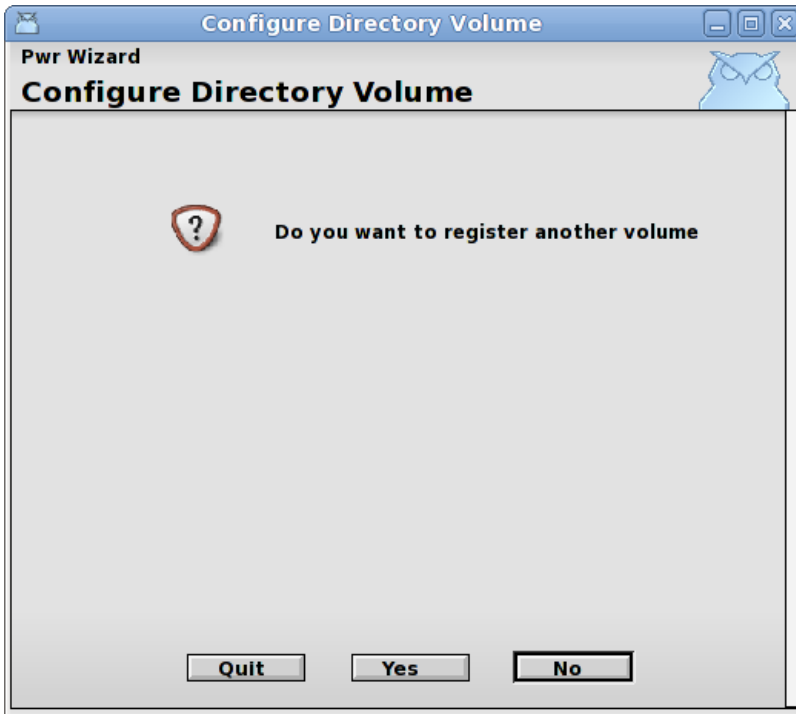 Configure Directory Volume
Pwr Wizard
Configure Directory Volume
?
Do you want to register another volume
Quit Yes No